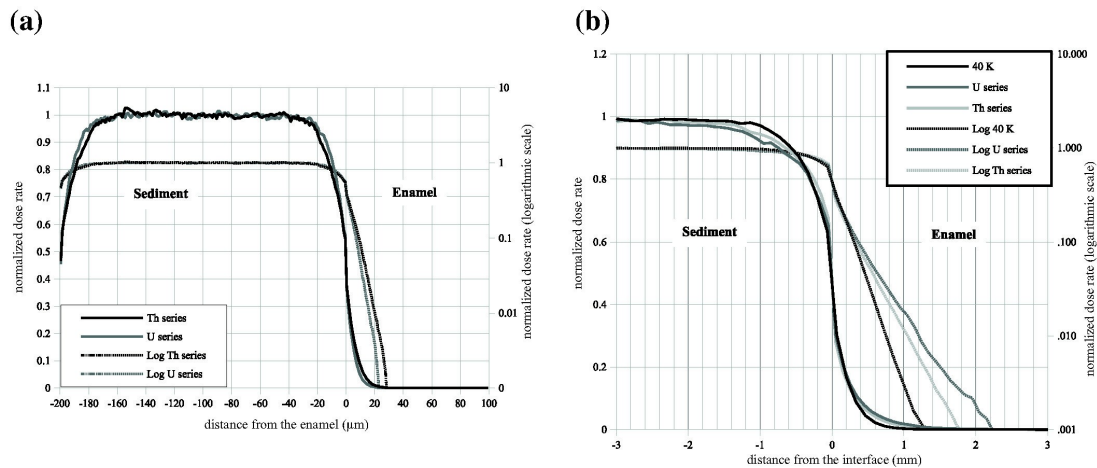 (a)
1.1
1
0.9
0.8
0.7
0.6
0.5
0.4
0.3
0.2
0.1
0
normalized dose rate
10
1
0.1
0.01
0
normalized dose rate (logarithmic scale)
Sediment
Enamel
Th series
U series
Log Th series
Log U series
-200 -180 -160 -140 -120 -100 -80 -60 -40 -20 0 20 40 60 80 100
distance from the enamel (μm)
(b)
1.2
1
0.8
0.6
0.4
0.2
0
normalized dose rate
10.000
1.000
.100
.010
.001
normalized dose rate (logarithmic scale)
40 K
U series
Th series
Log 40 K
Log U series
Log Th series
Sediment
Enamel
-3 -2 -1 0 1 2 3
distance from the interface (mm)